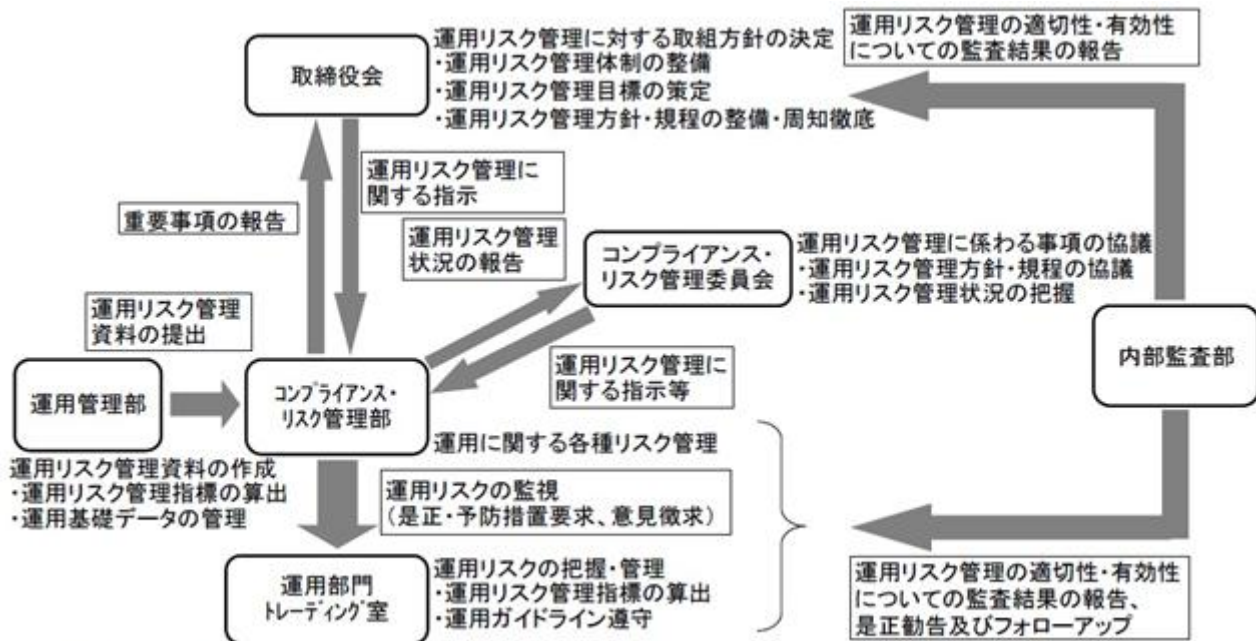 取締役会
運用リスク管理に対する取組方針の決定
・運用リスク管理体制の整備
・運用リスク管理目標の策定
・運用リスク管理方針・規程の整備・周知徹底
運用リスク管理の適切性・有効性
についての監査結果の報告
重要事項の報告
運用リスク管理に
関する指示
運用リスク管理
状況の報告
コンプライアンス・
リスク管理委員会
運用リスク管理に係わる事項の協議
・運用リスク管理方針・規程の協議
・運用リスク管理状況の把握
運用リスク管理
資料の提出
運用リスク管理に
関する指示等
内部監査部
運用管理部
コンプライアンス・
リスク管理部
運用に関する各種リスク管理
運用リスク管理資料の作成
・運用リスク管理指標の算出
・運用基礎データの管理
運用リスクの監視
(是正・予防措置要求、意見徴求)
運用部門
トレーディング室
運用リスクの把握・管理
・運用リスク管理指標の算出
・運用ガイドライン遵守
運用リスク管理の適切性・有効性
についての監査結果の報告、
是正勧告及びフォローアップ